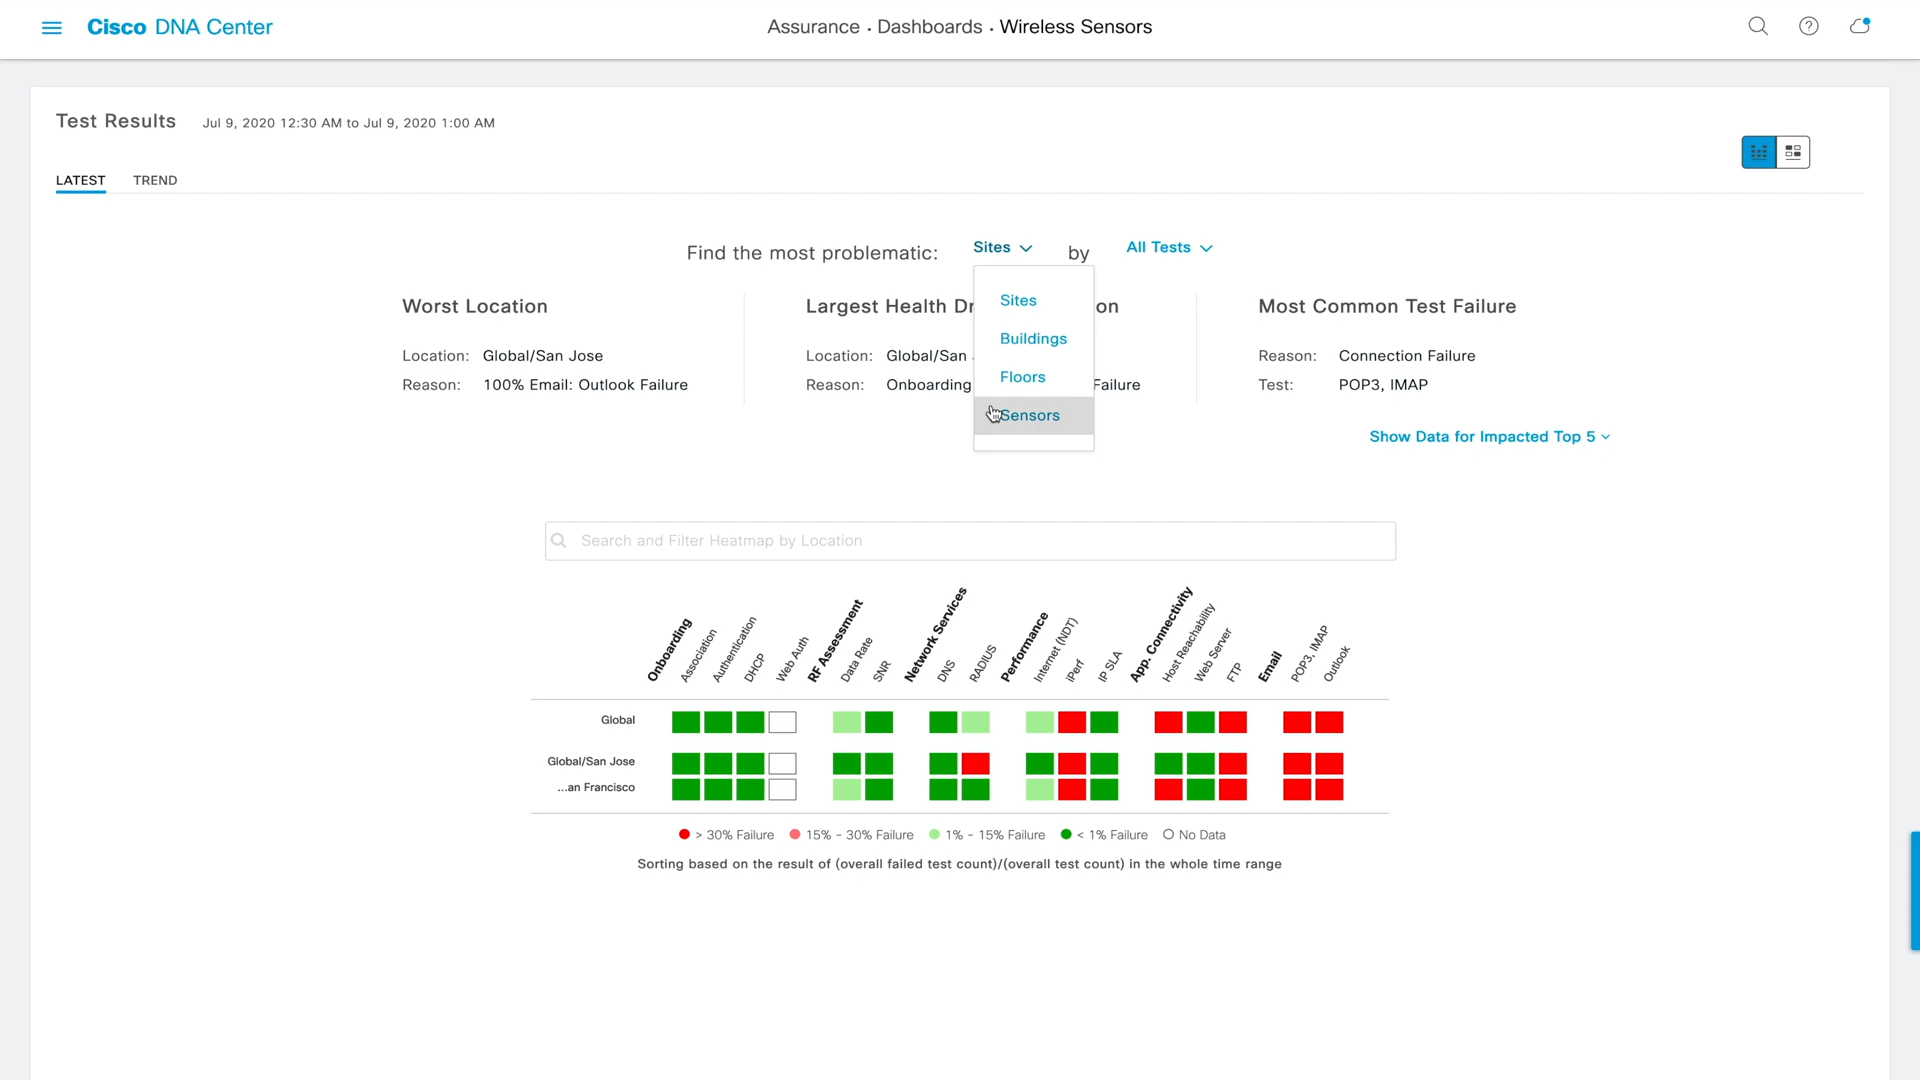 Cisco DNA Center
Assurance · Dashboards · Wireless Sensors
Test Results
Jul 9, 2020 12:30 AM to Jul 9, 2020 1:00 AM
LATEST
TREND
Find the most problematic:
Sites
by
All Tests
Sites
Buildings
Floors
Sensors
Worst Location
Location: Global/San Jose
Reason: 100% Email: Outlook Failure
Largest Health Dr
on
Location: Global/San
Reason: Onboarding
Failure
Most Common Test Failure
Reason: Connection Failure
Test: POP3, IMAP
Show Data for Impacted Top 5
Search and Filter Heatmap by Location
Onboarding
Association
Authentication
DHCP
Web Auth
RF Assessment
Data Rate
SNR
Network Services
DNS
RADIUS
Performance
Internet (NDT)
iPerf
IP SLA
App. Connectivity
Host Reachability
Web Server
FTP
Email
POP3, IMAP
Outlook
Global
Global/San Jose
...an Francisco
> 30% Failure
15% - 30% Failure
1% - 15% Failure
< 1% Failure
No Data
Sorting based on the result of (overall failed test count)/(overall test count) in the whole time range